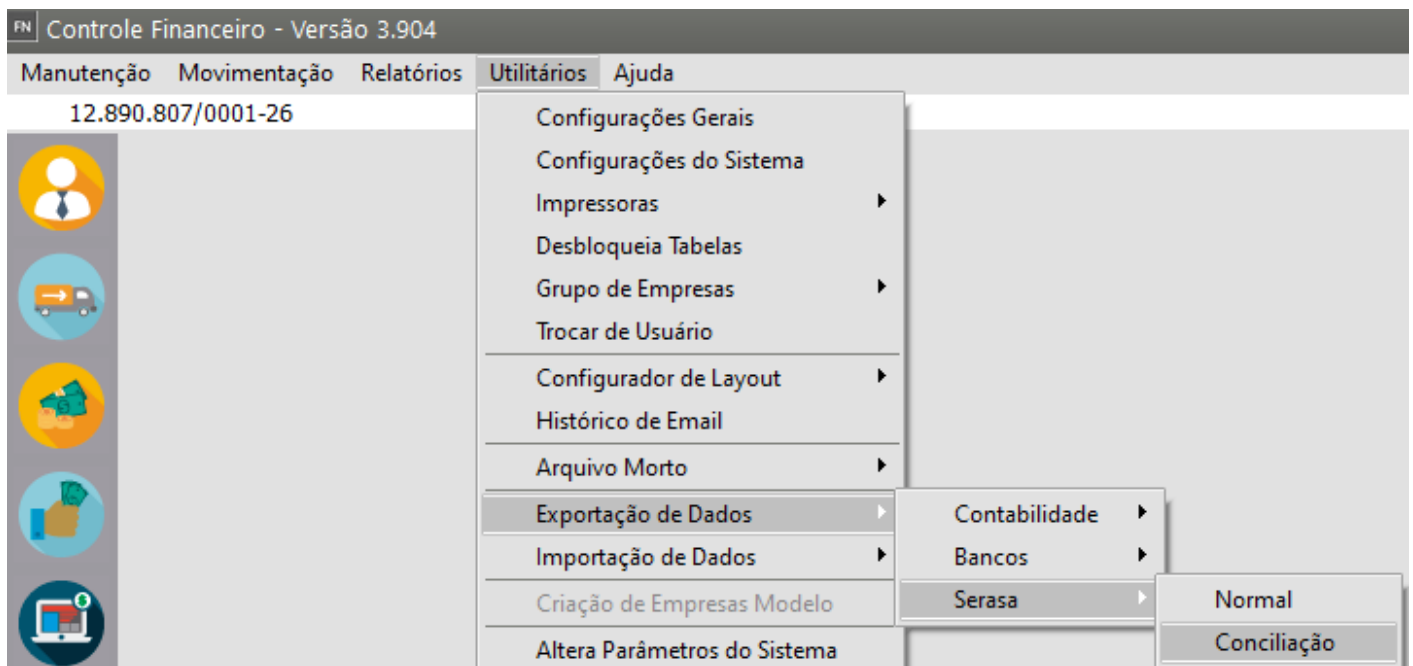 FN Controle Financeiro - Versão 3.904
Manutenção Movimentação Relatórios Utilitários Ajuda
12.890.807/0001-26
Configurações Gerais
Configurações do Sistema
Impressoras
Desbloqueia Tabelas
Grupo de Empresas
Trocar de Usuário
Configurador de Layout
Histórico de Email
Arquivo Morto
Exportação de Dados
Importação de Dados
Criação de Empresas Modelo
Altera Parâmetros do Sistema
Contabilidade
Bancos
Serasa
Normal
Conciliação